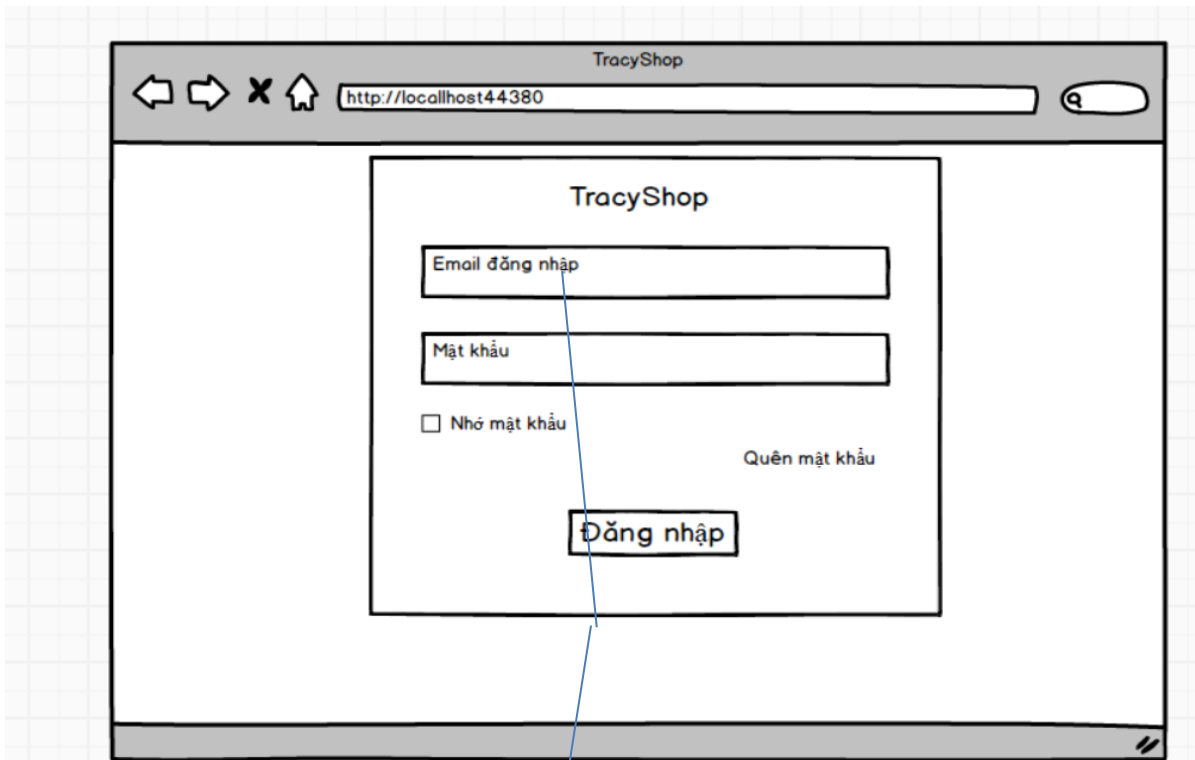 TracyShop
http://locallhost44380
TracyShop
Email đăng nhập
Mật khẩu
Nhớ mật khẩu
Quên mật khẩu
Đăng nhập